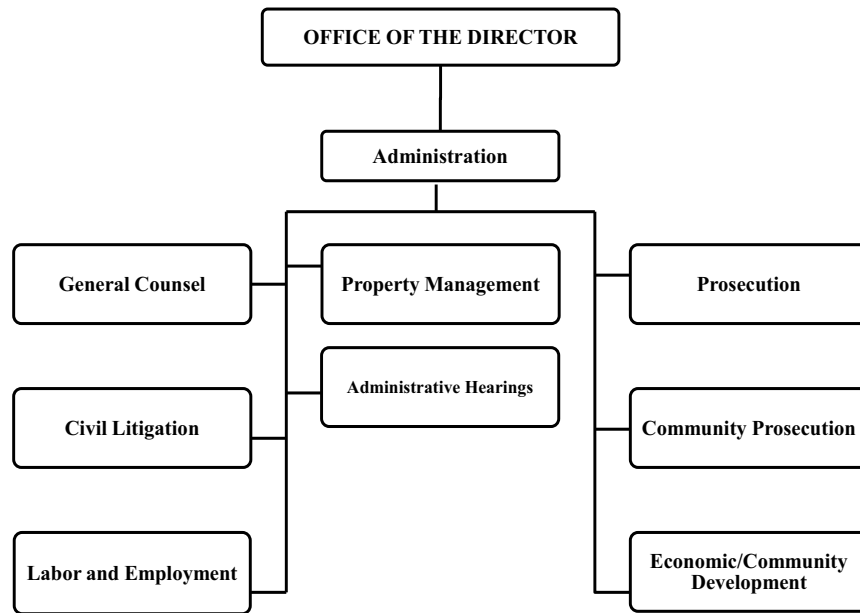 OFFICE OF THE DIRECTOR
Administration
General Counsel
Property Management
Prosecution
Administrative Hearings
Civil Litigation
Community Prosecution
Labor and Employment
Economic/Community
Development